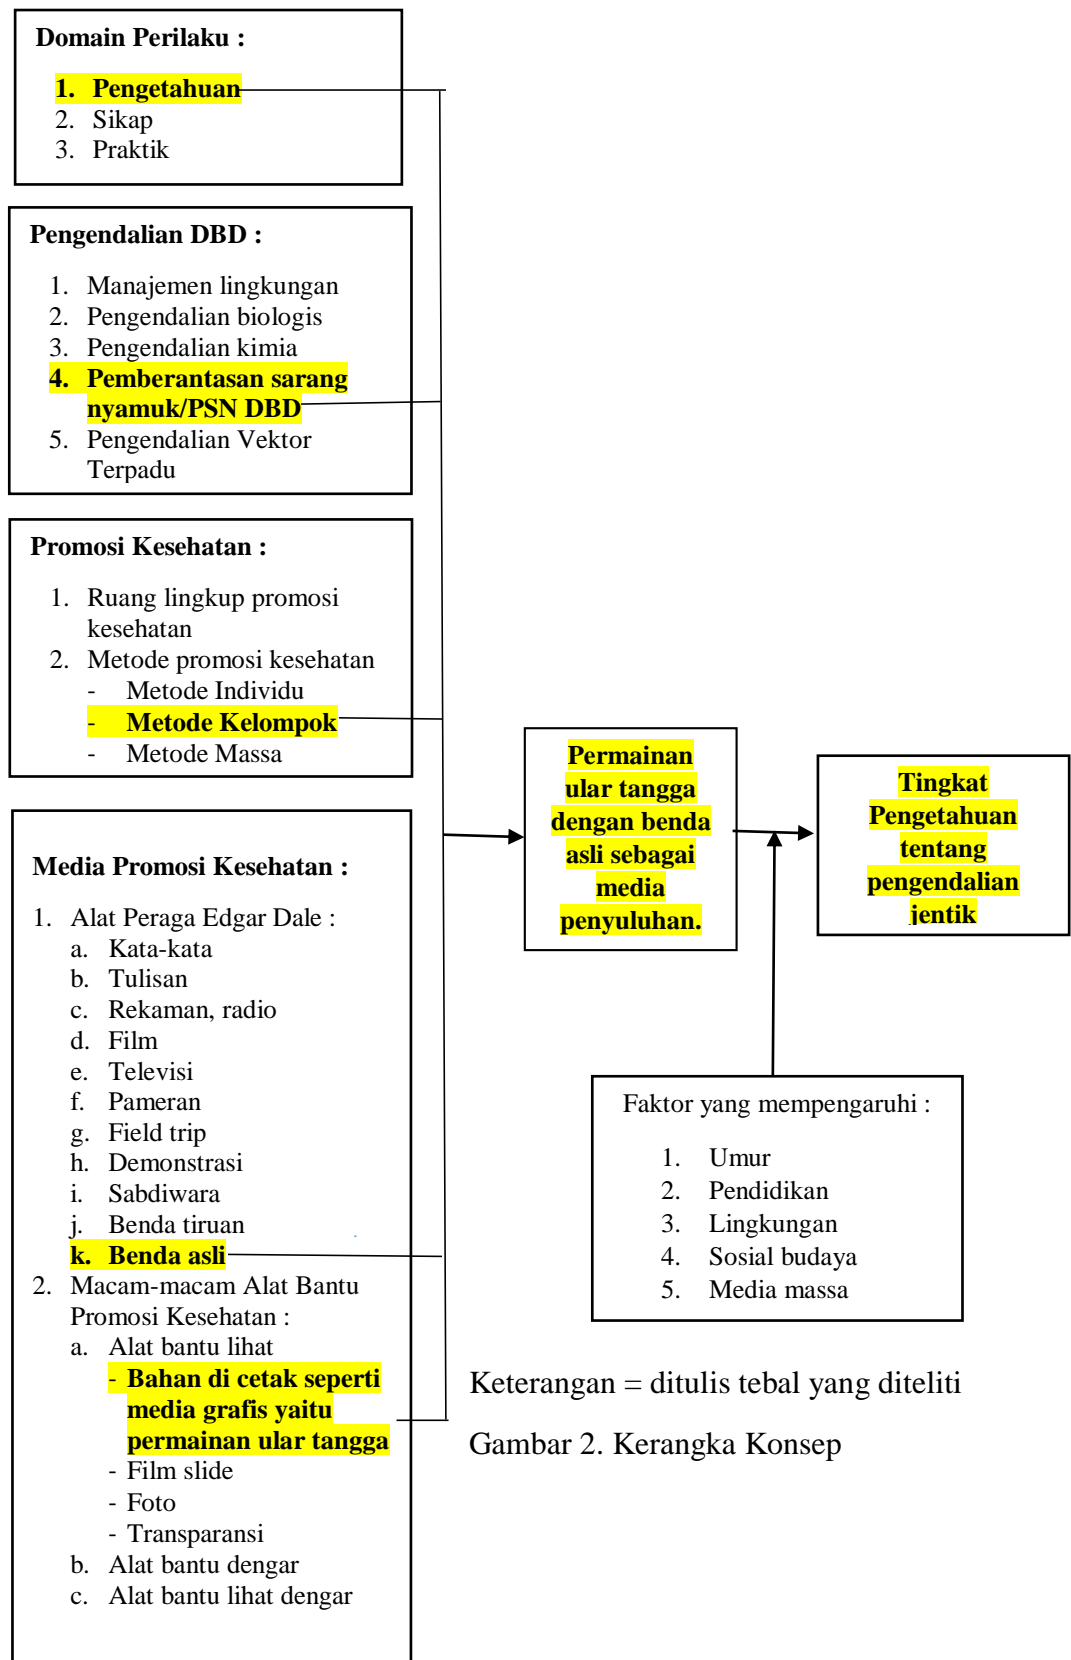 Domain Perilaku :
1. Pengetahuan
2. Sikap
3. Praktik
Pengendalian DBD :
1. Manajemen lingkungan
2. Pengendalian biologis
3. Pengendalian kimia
4. Pemberantasan sarang
nyamuk/PSN DBD
5. Pengendalian Vektor
Terpadu
Promosi Kesehatan :
1. Ruang lingkup promosi
kesehatan
2. Metode promosi kesehatan
- Metode Individu
- Metode Kelompok
- Metode Massa
Media Promosi Kesehatan :
1. Alat Peraga Edgar Dale :
a. Kata-kata
b. Tulisan
c. Rekaman, radio
d. Film
e. Televisi
f. Pameran
g. Field trip
h. Demonstrasi
i. Sabdiwara
j. Benda tiruan
k. Benda asli
2. Macam-macam Alat Bantu
Promosi Kesehatan :
a. Alat bantu lihat
- Bahan di cetak seperti
media grafis yaitu
permainan ular tangga
- Film slide
- Foto
- Transparansi
b. Alat bantu dengar
c. Alat bantu lihat dengar
Permainan
ular tangga
dengan benda
asli sebagai
media
penyuluhan.
Tingkat
Pengetahuan
tentang
pengendalian
jentik
Faktor yang mempengaruhi :
1. Umur
2. Pendidikan
3. Lingkungan
4. Sosial budaya
5. Media massa
Keterangan = ditulis tebal yang diteliti
Gambar 2. Kerangka Konsep